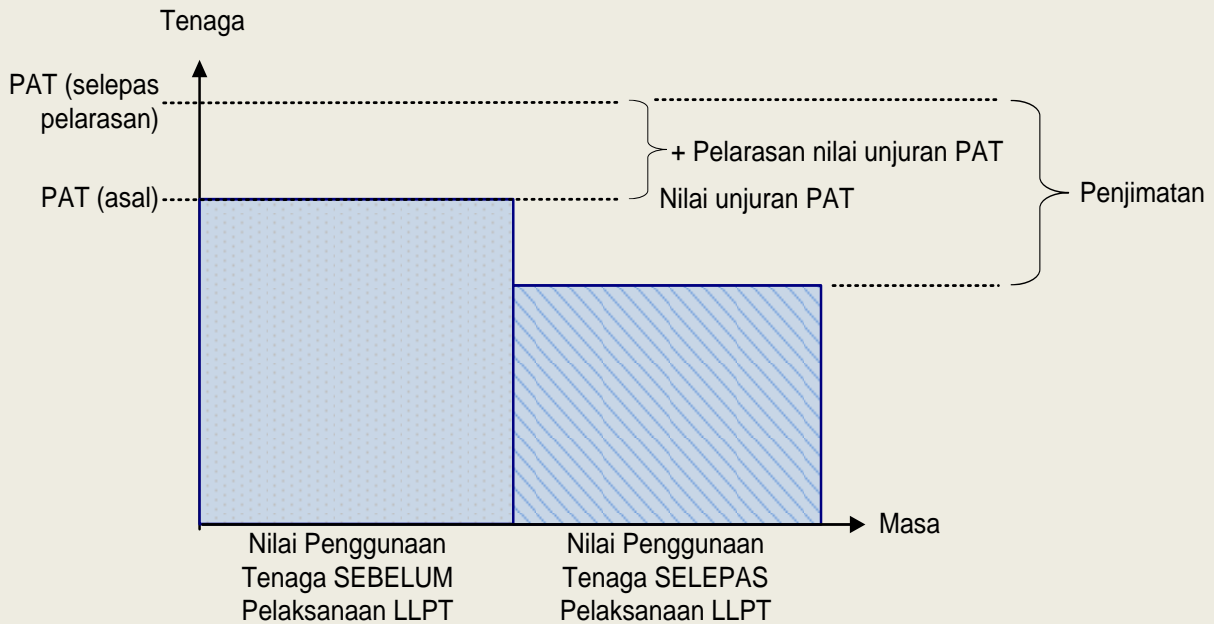 Tenaga
PAT (selepas
pelarasan)
+ Pelarasan nilai unjuran PAT
PAT (asal)
Nilai unjuran PAT
Penjimatan
Masa
Nilai Penggunaan
Tenaga SEBELUM
Pelaksanaan LLPT
Nilai Penggunaan
Tenaga SELEPAS
Pelaksanaan LLPT